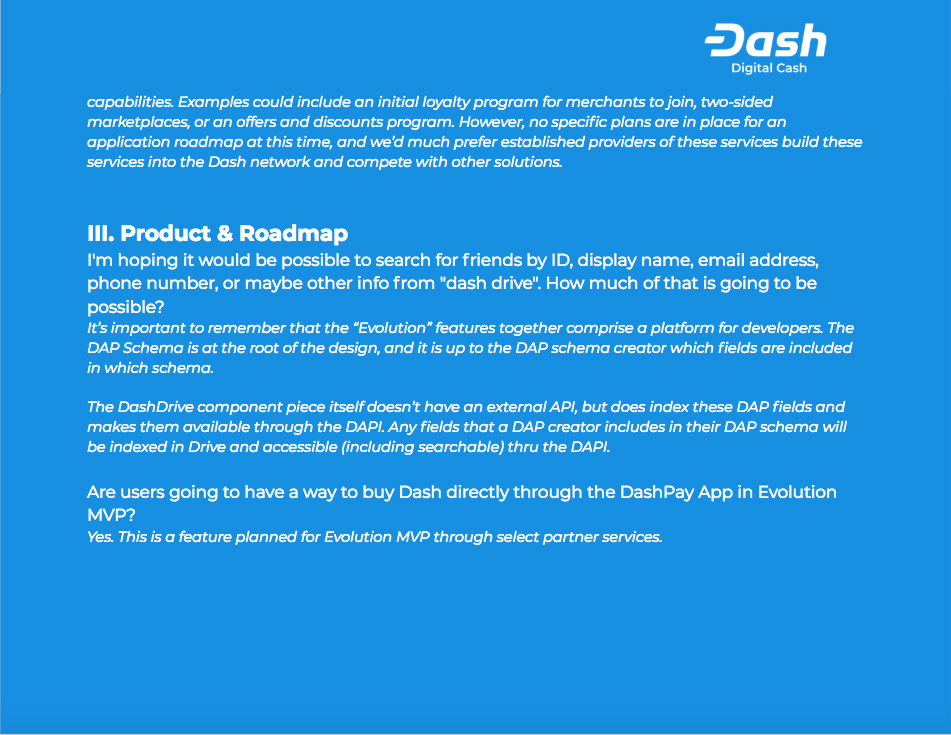 Dash
Digital Cash
capabilities. Examples could include an initial loyalty program for merchants to join, two-sided
marketplaces, or an offers and discounts program. However, no specific plans are in place for an
application roadmap at this time, and we’d much prefer established providers of these services build these
services into the Dash network and compete with other solutions.
III. Product & Roadmap
I'm hoping it would be possible to search for friends by ID, display name, email address,
phone number, or maybe other info from "dash drive". How much of that is going to be
possible?
It’s important to remember that the “Evolution” features together comprise a platform for developers. The
DAP Schema is at the root of the design, and it is up to the DAP schema creator which fields are included
in which schema.
The DashDrive component piece itself doesn’t have an external API, but does index these DAP fields and
makes them available through the DAPI. Any fields that a DAP creator includes in their DAP schema will
be indexed in Drive and accessible (including searchable) thru the DAPI.
Are users going to have a way to buy Dash directly through the DashPay App in Evolution
MVP?
Yes. This is a feature planned for Evolution MVP through select partner services.